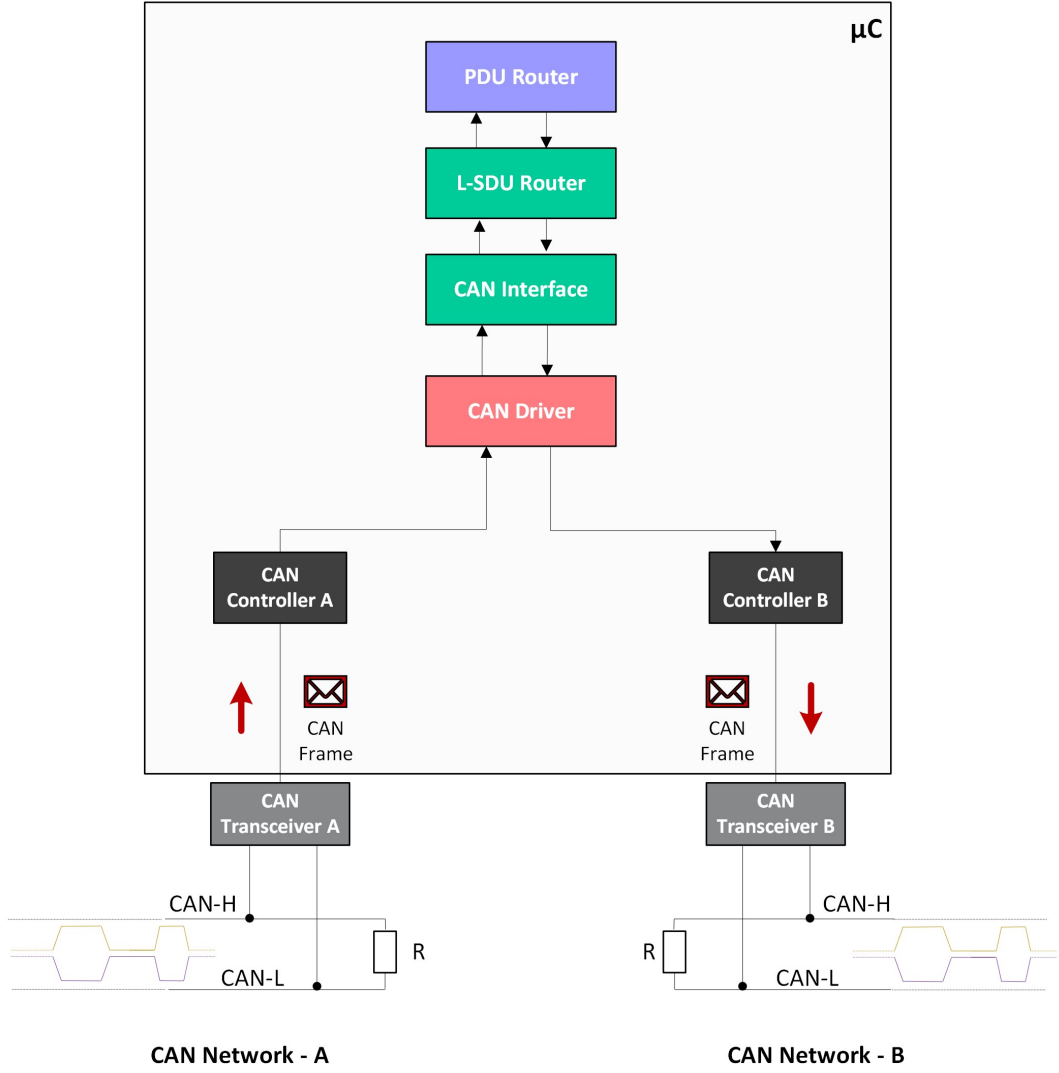 µC
PDU Router
L-SDU Router
CAN Interface
CAN Driver
CAN
Controller A
CAN
Controller B
CAN
Frame
CAN
Frame
CAN
Transceiver A
CAN
Transceiver B
CAN-H
CAN-H
R
R
CAN-L
CAN-L
CAN Network - A
CAN Network - B